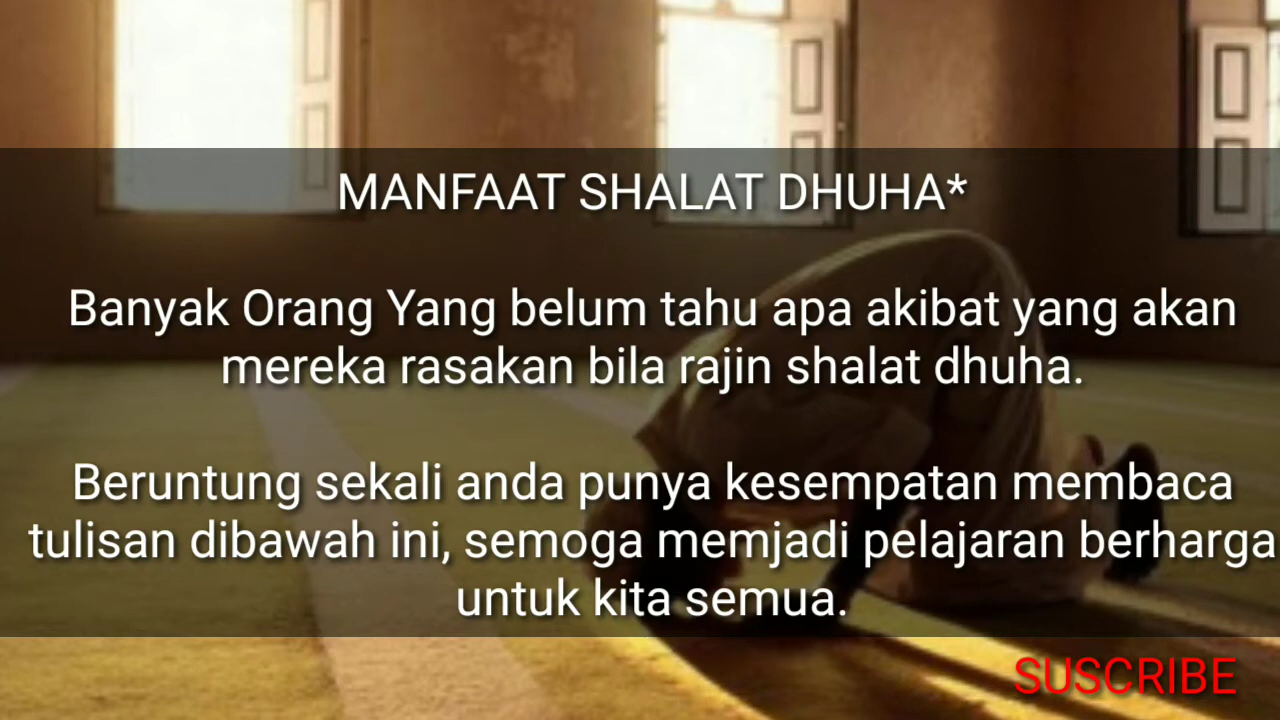 MANFAAT SHALAT DHUHA*
Banyak Orang Yang belum tahu apa akibat yang akan
mereka rasakan bila rajin shalat dhuha.
Beruntung sekali anda punya kesempatan membaca
tulisan dibawah ini, semoga memjadi pelajaran berharga
untuk kita semua.
SUSCRIBE